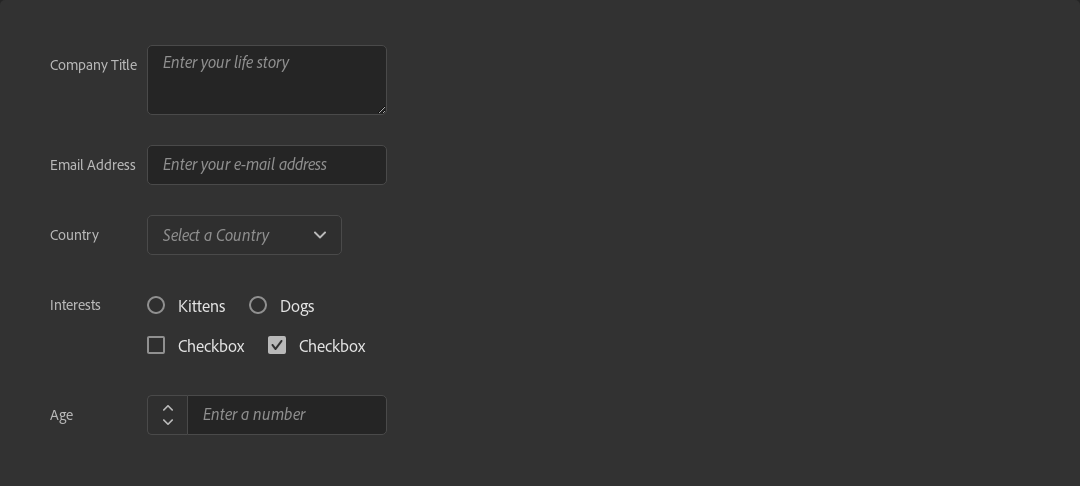 Company Title Enter your life story
Email Address Enter your e-mail address
Country Select a Country
Interests Kittens Dogs
Checkbox Checkbox
Age Enter a number